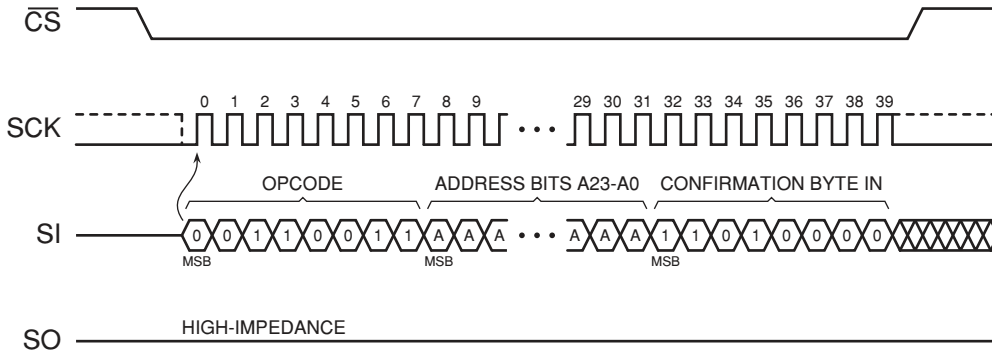 CS
0 1 2 3 4 5 6 7 8 9 29 30 31 32 33 34 35 36 37 38 39
SCK
OPCODE ADDRESS BITS A23-A0 CONFIRMATION BYTE IN
SI 0 0 1 1 0 0 1 1 A A A A A A 1 1 0 1 0 0 0 0
MSB MSB MSB
HIGH-IMPEDANCE
SO